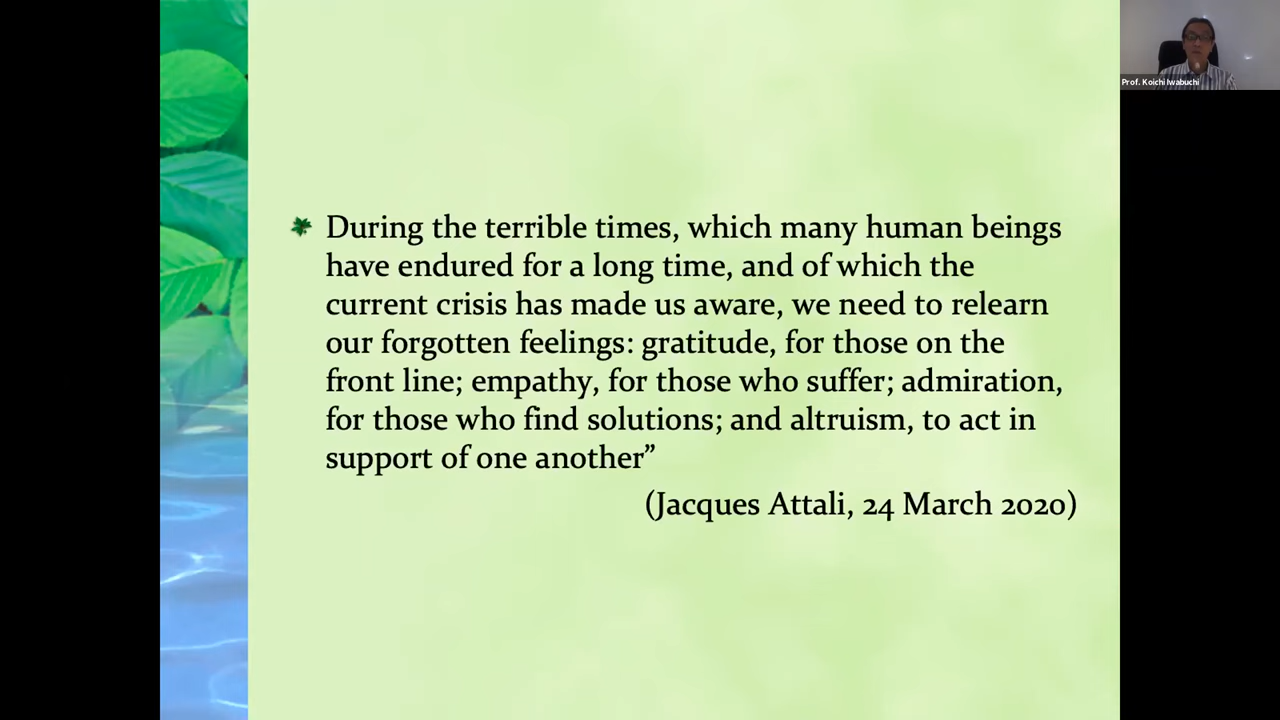 During the terrible times, which many human beings
have endured for a long time, and of which the
current crisis has made us aware, we need to relearn
our forgotten feelings: gratitude, for those on the
front line; empathy, for those who suffer; admiration,
for those who find solutions; and altruism, to act in
support of one another”
(Jacques Attali, 24 March 2020)
Prof. Koichi Iwabuchi